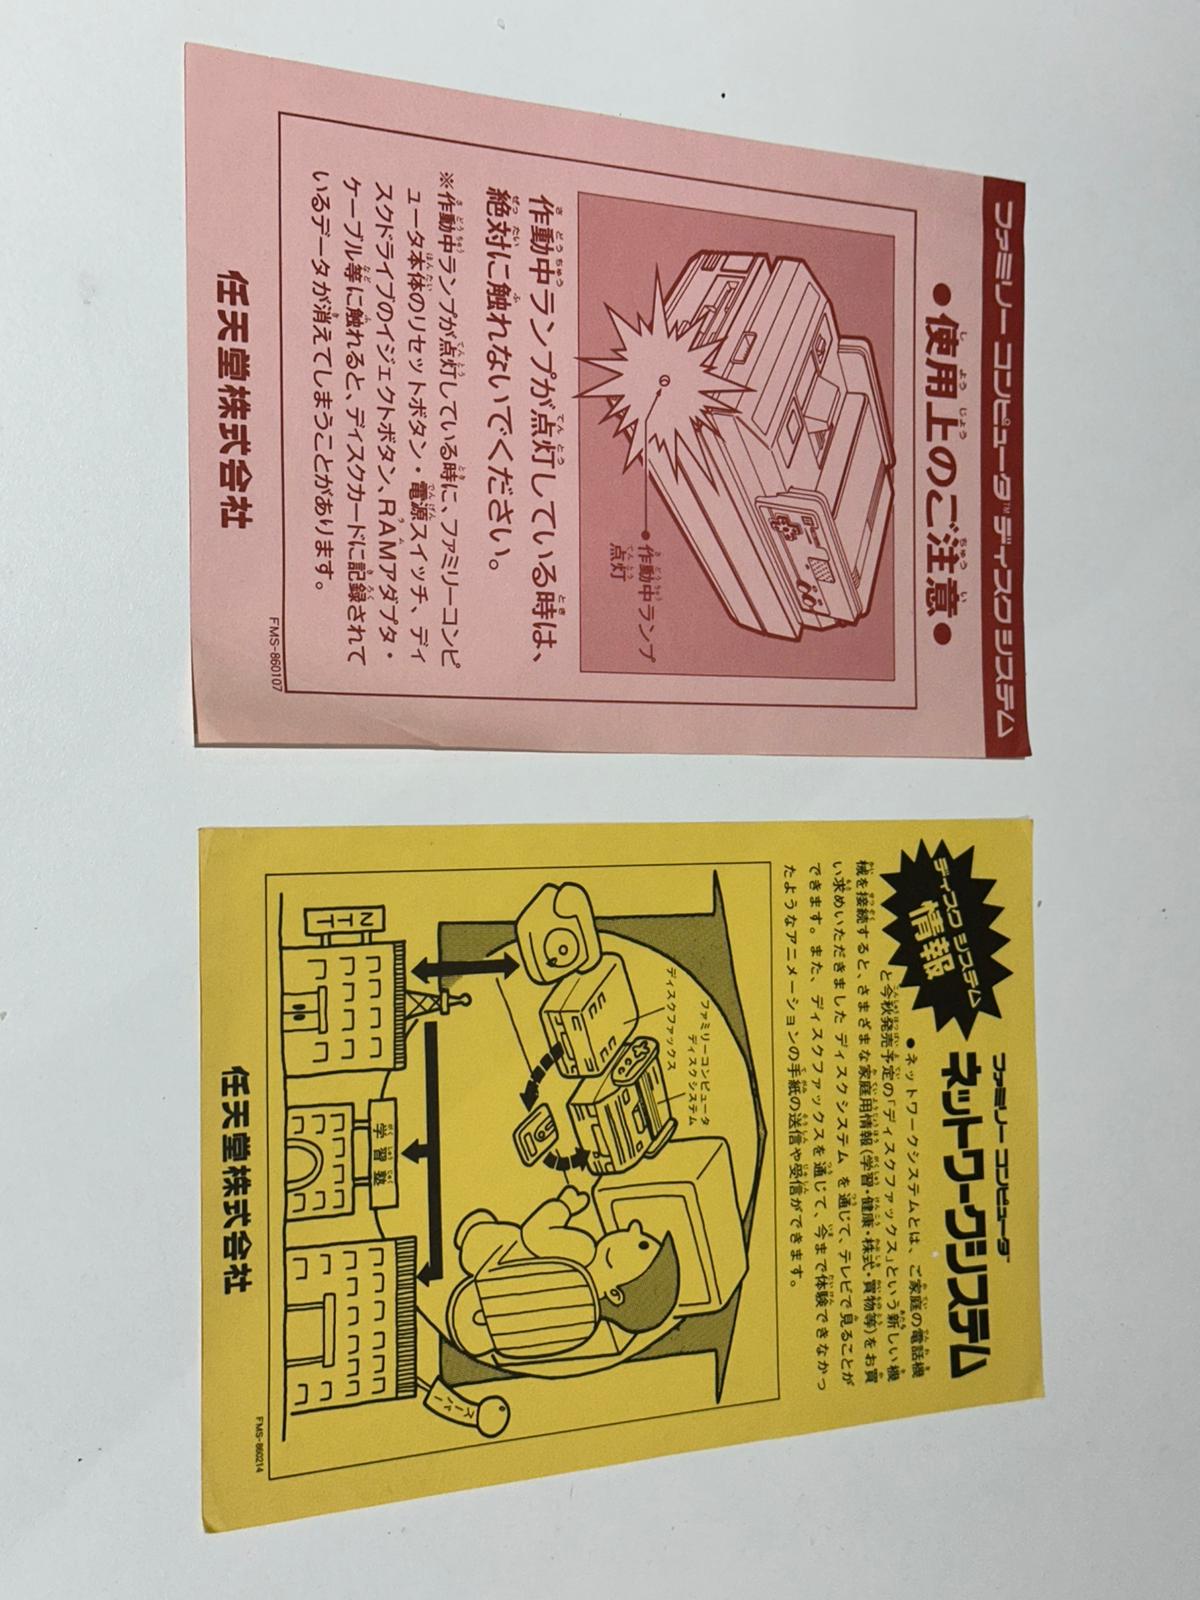 ファミリーコンピュータ™ディスクシステム
●使用上のご注意●
●作動中ランプ
点灯
作動中ランプが点灯している時は、
絶対に触れないでください。
※作動中ランプが点灯している時に、ファミリーコンピ
ュータ本体のリセットボタン・電源スイッチ、ディ
スクドライブのイジェクトボタン、RAMアダプタ・
ケーブル等に触れると、ディスクカードに記録されて
いるデータが消えてしまうことがあります。
任天堂株式会社
FMS-860107
ディスクシステム
情報
ファミリーコンピュータ
ネットワークシステム
●ネットワークシステムとは、ご家庭の電話機
と今秋発売予定の「ディスクファックス」という新しい機
械を接続すると、さまざまな家庭用情報(学習・健康・株式・買物等)をお買
い求めいただきました ディスクシステム を通じて、テレビで見ることが
できます。また、ディスクファックスを通じて、今まで体験できなかっ
たようなアニメーションの手紙の送信や受信ができます。
ファミリーコンピュータ
ディスクシステム
ディスクファックス
NTT
学習塾
スーパー
任天堂株式会社
FMS-860214